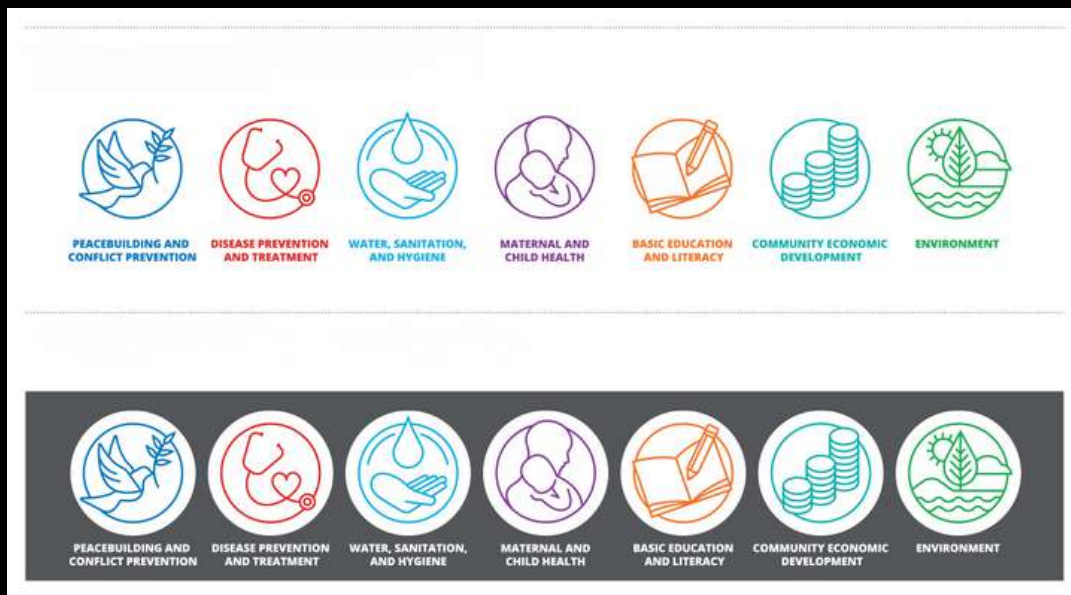 PEACEBUILDING AND
CONFLICT PREVENTION
DISEASE PREVENTION
AND TREATMENT
WATER, SANITATION,
AND HYGIENE
MATERNAL AND
CHILD HEALTH
BASIC EDUCATION
AND LITERACY
COMMUNITY ECONOMIC
DEVELOPMENT
ENVIRONMENT
PEACEBUILDING AND
CONFLICT PREVENTION
DISEASE PREVENTION
AND TREATMENT
WATER, SANITATION,
AND HYGIENE
MATERNAL AND
CHILD HEALTH
BASIC EDUCATION
AND LITERACY
COMMUNITY ECONOMIC
DEVELOPMENT
ENVIRONMENT